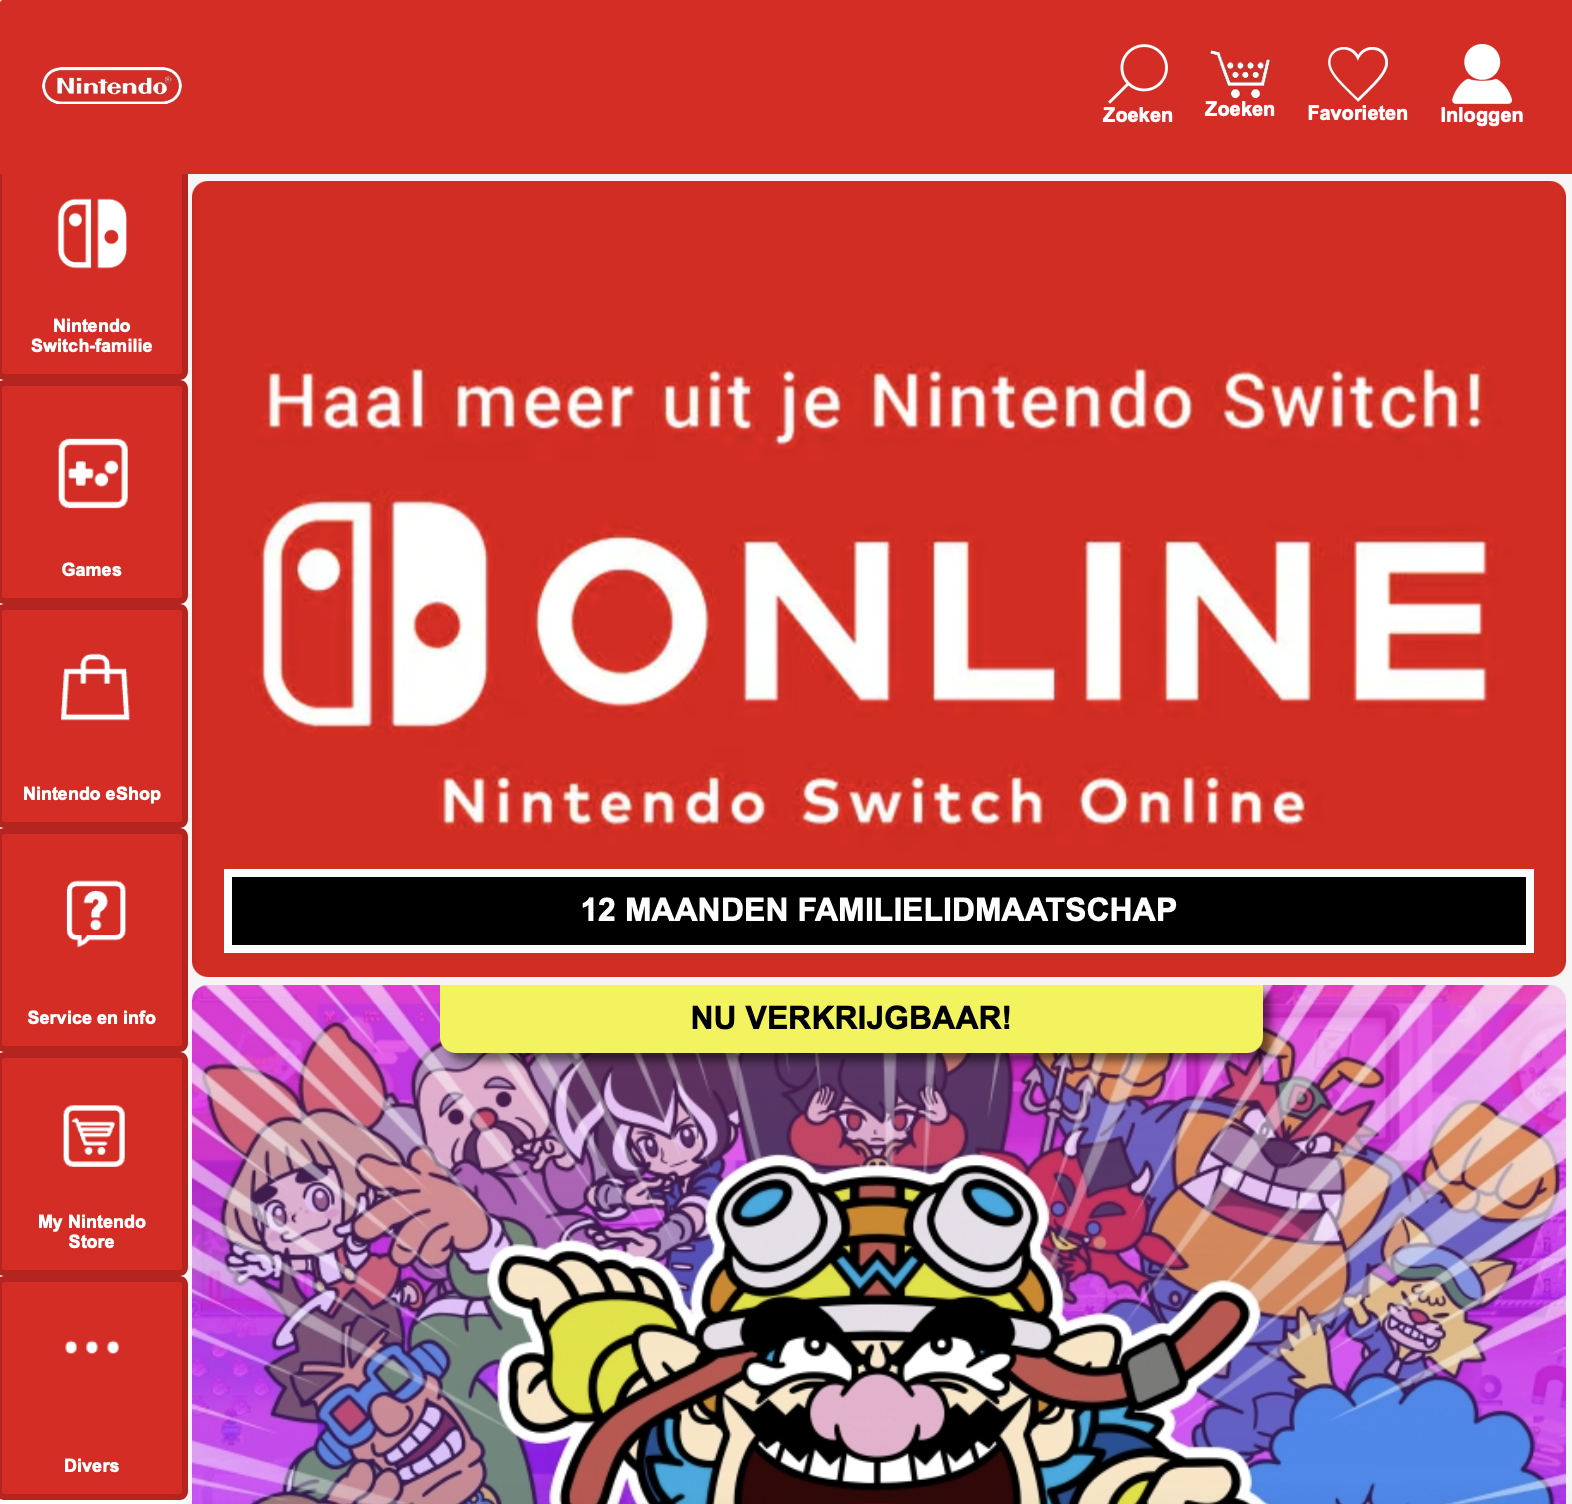 Nintendo
Zoeken
Zoeken
Favorieten
Inloggen
Nintendo
Switch-familie
Games
Nintendo eShop
Service en info
My Nintendo
Store
Divers
Haal meer uit je Nintendo Switch!
ONLINE
Nintendo Switch Online
12 MAANDEN FAMILIELIDMAATSCHAP
NU VERKRIJGBAAR!
W
D